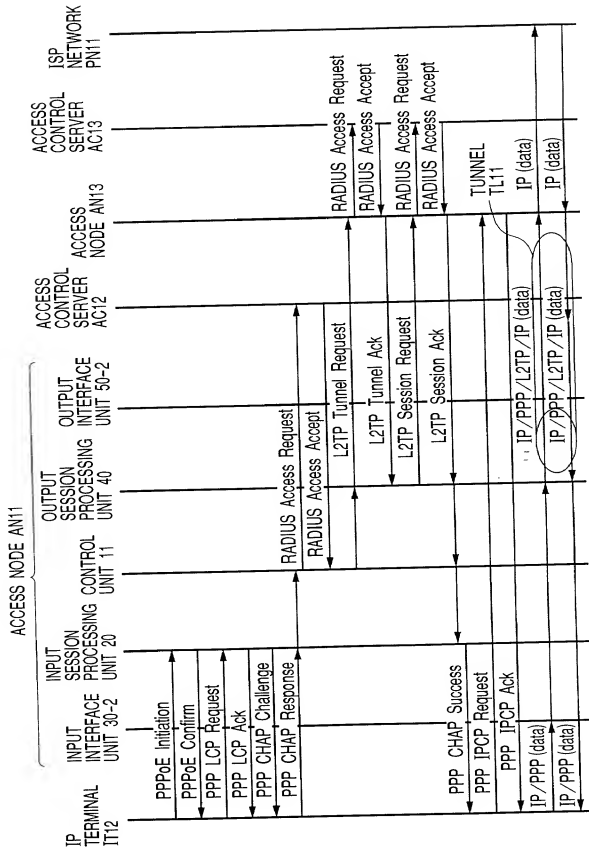 ACCESS NODE AN11
IP
TERMINAL
IT12
INPUT
INTERFACE
UNIT 30-2
INPUT
SESSION
PROCESSING
UNIT 20
CONTROL
UNIT 11
OUTPUT
SESSION
PROCESSING
UNIT 40
OUTPUT
INTERFACE
UNIT 50-2
ACCESS
CONTROL
SERVER
AC12
ACCESS
NODE AN13
ACCESS
CONTROL
SERVER
AC13
ISP
NETWORK
PN11
PPPoE Initiation
PPPoE Confirm
PPP LCP Request
PPP LCP Ack
PPP CHAP Challenge
PPP CHAP Response
RADIUS Access Request
RADIUS Access Accept
L2TP Tunnel Request
RADIUS Access Request
RADIUS Access Accept
L2TP Tunnel Ack
L2TP Session Request
RADIUS Access Request
RADIUS Access Accept
L2TP Session Ack
PPP CHAP Success
PPP IPCP Request
PPP IPCP Ack
TUNNEL
TL11
IP/PPP(data)
IP/PPP/L2TP/IP(data)
IP(data)
IP/PPP(data)
IP/PPP/L2TP/IP(data)
IP(data)